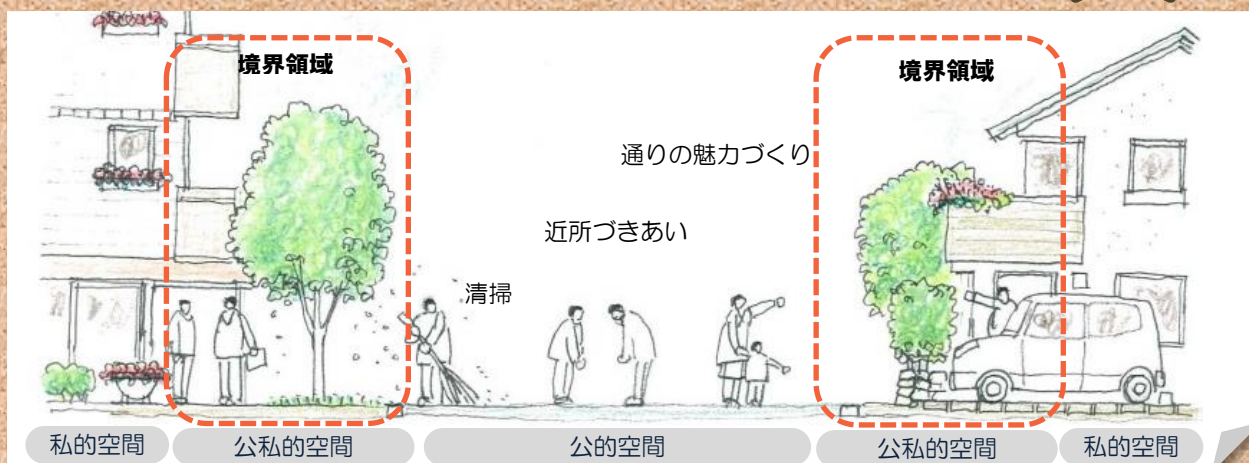 境界領域
境界領域
通りの魅力づくり
近所づきあい
清掃
私的空間
公私的空間
公的空間
公私的空間
私的空間